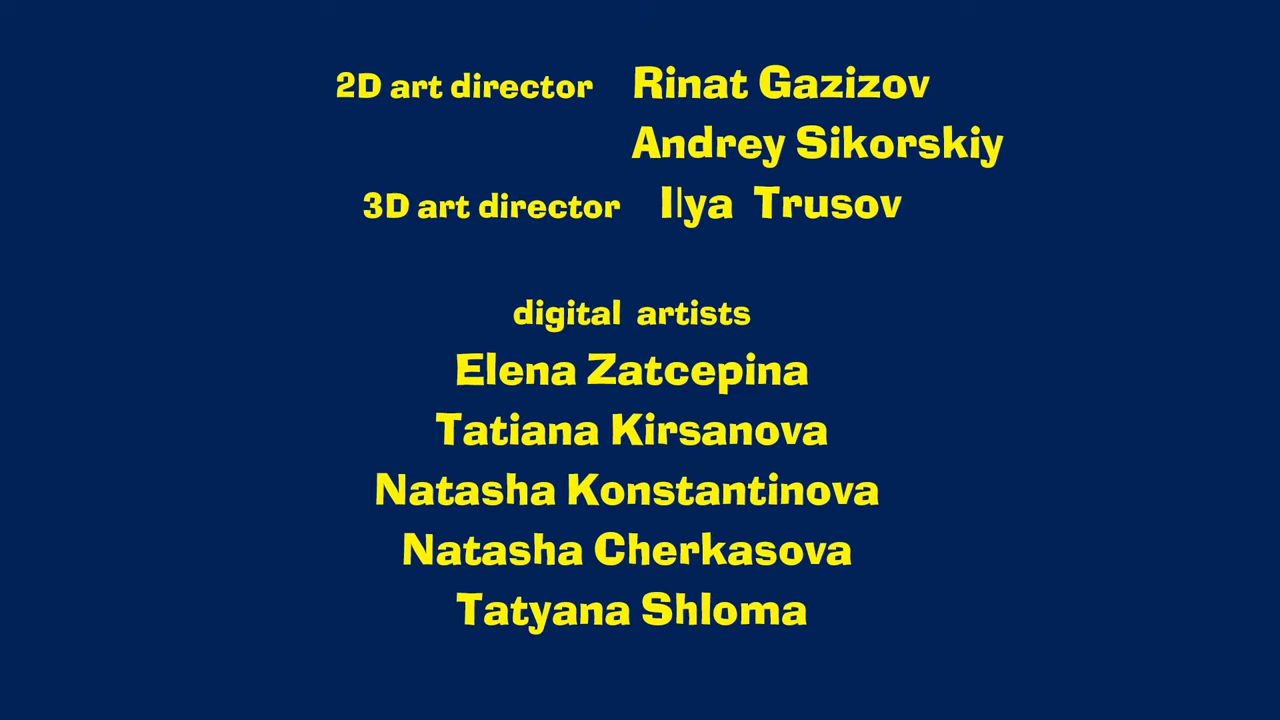 2D art director Rinat Gazizov
Andrey Sikorskiy
3D art director Ilya Trusov
digital artists
Elena Zatcepina
Tatiana Kirsanova
Natasha Konstantinova
Natasha Cherkasova
Tatyana Shloma